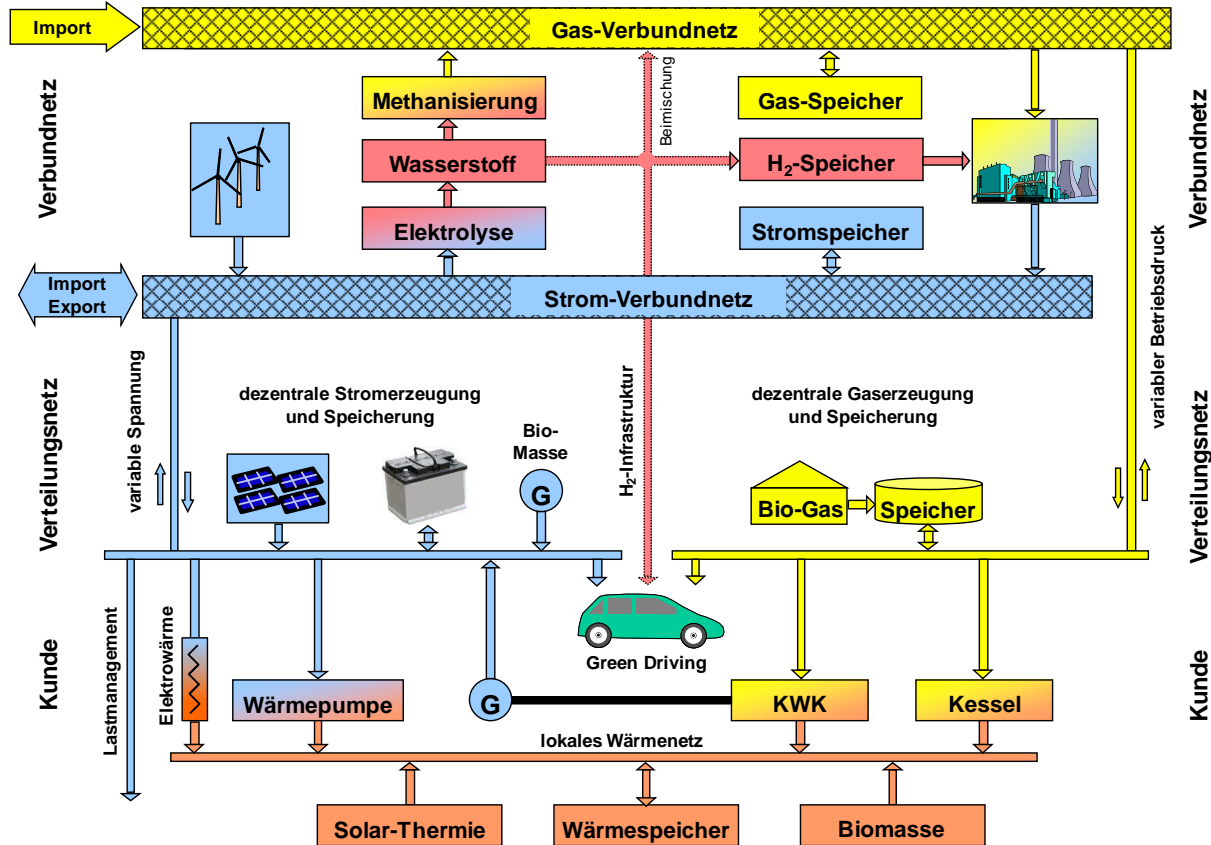 Import
Gas-Verbundnetz
Verbundnetz
Methanisierung
Beimischung
Gas-Speicher
Verbundnetz
Wasserstoff
H₂-Speicher
Elektrolyse
Stromspeicher
Import
Export
Strom-Verbundnetz
variabler Betriebsdruck
Verteilungsnetz
variable Spannung
dezentrale Stromerzeugung
und Speicherung
Bio-
Masse
G
H₂-Infrastruktur
dezentrale Gaserzeugung
und Speicherung
Bio-Gas
Speicher
Verteilungsnetz
Kunde
Lastmanagement
Elektrowärme
Wärmepumpe
G
Green Driving
KWK
Kessel
Kunde
lokales Wärmenetz
Solar-Thermie
Wärmespeicher
Biomasse